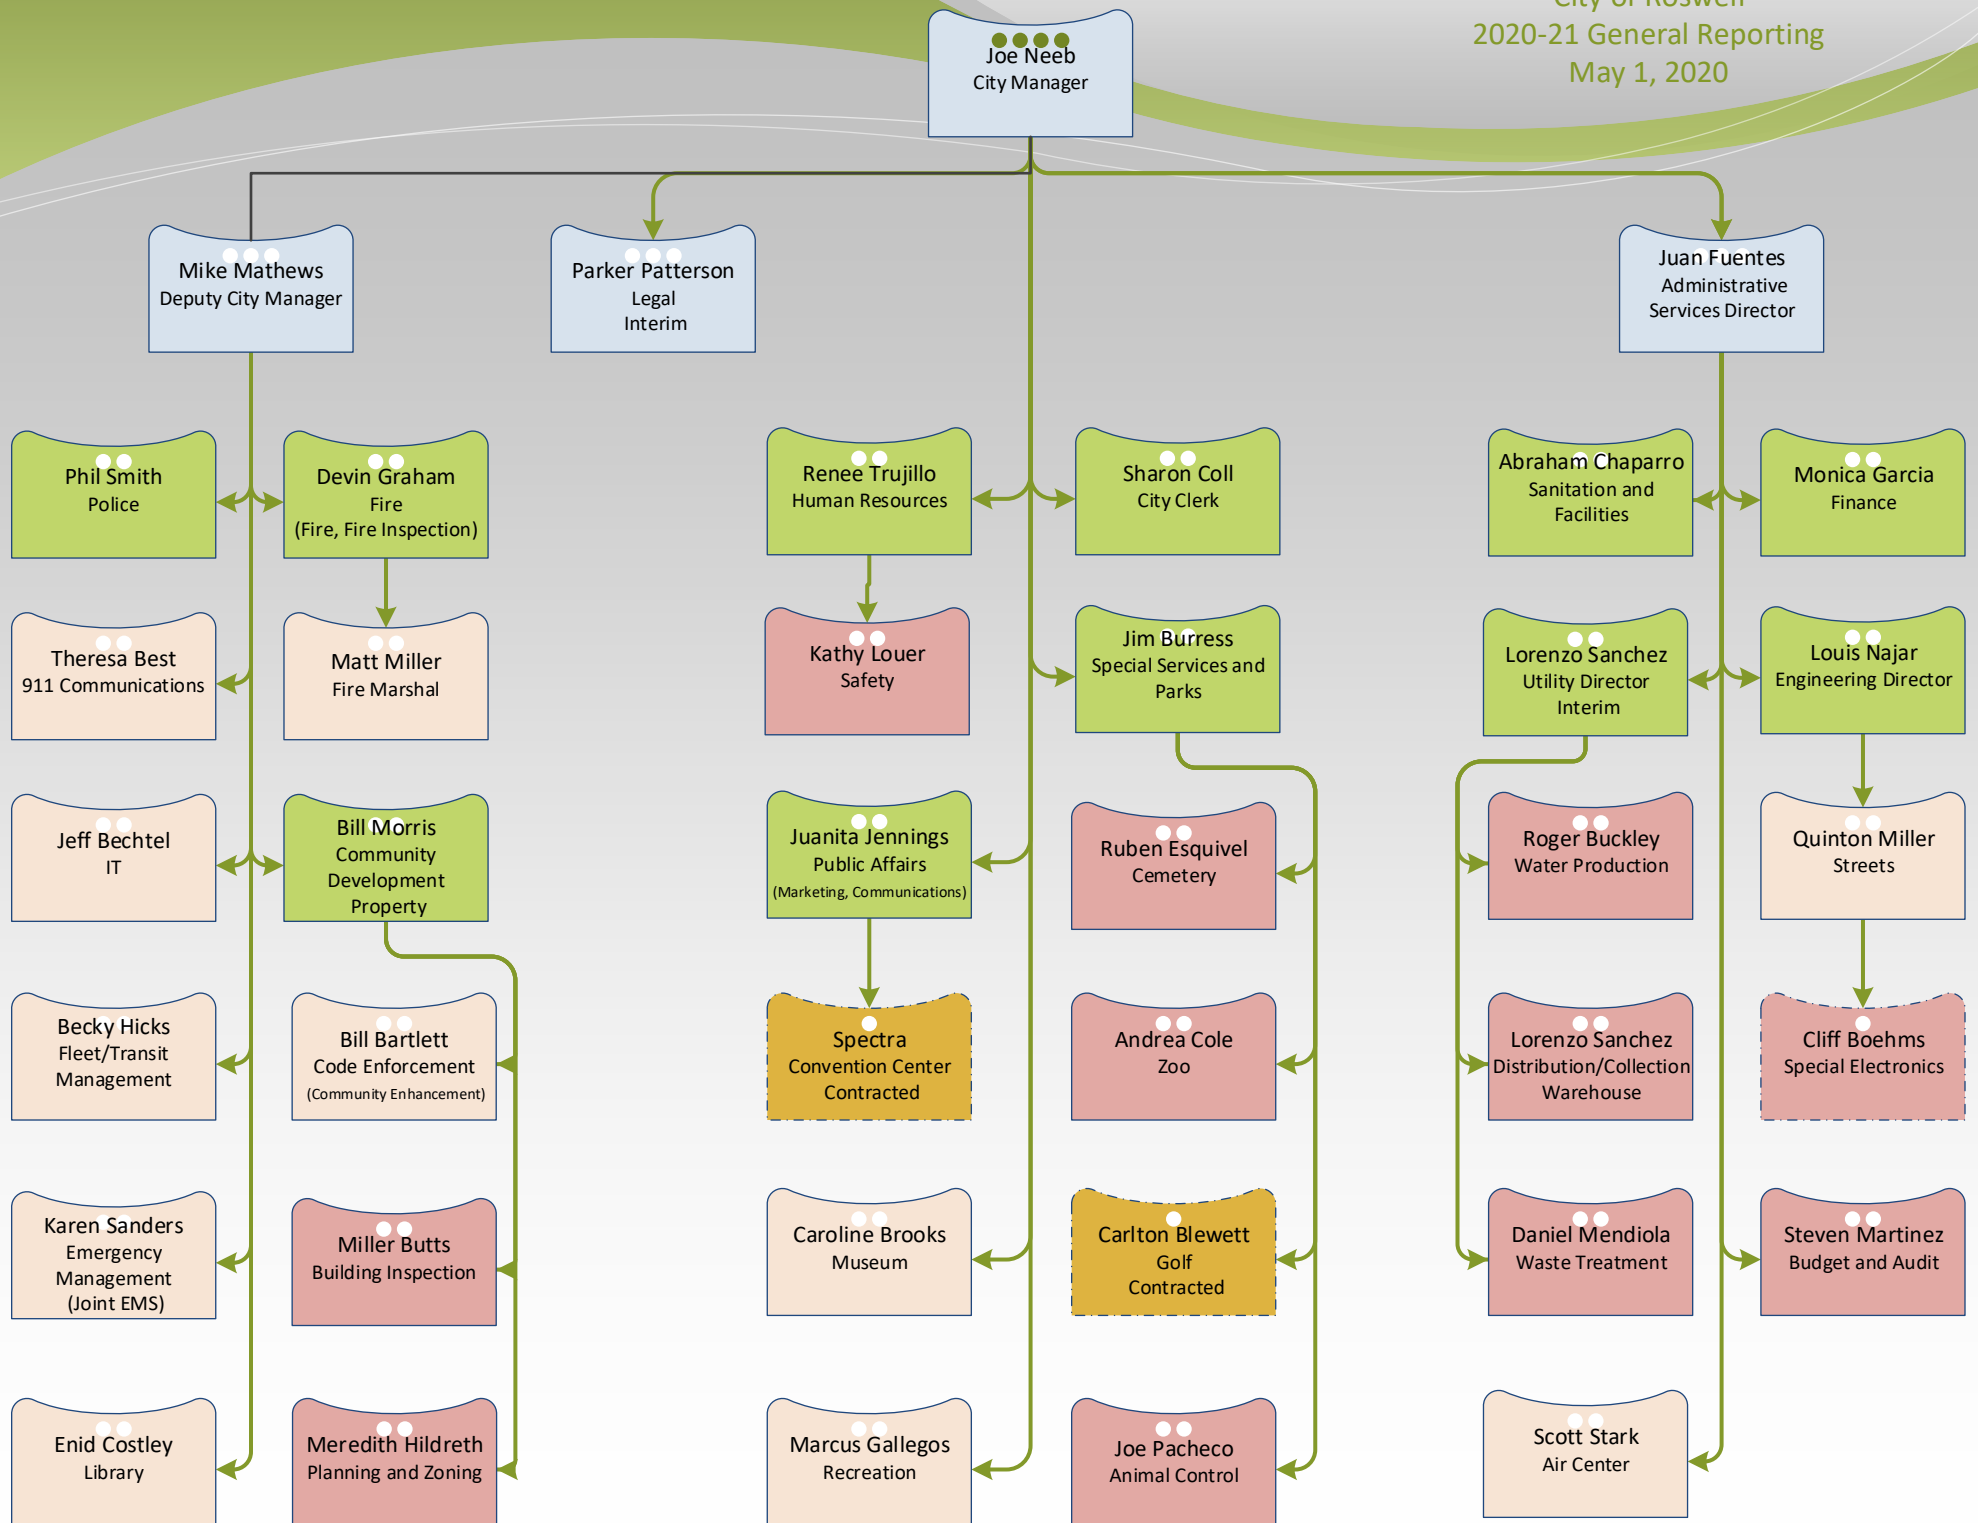 City of Roswell
2020-21 General Reporting
May 1, 2020
Joe Neeb
City Manager
Mike Mathews
Deputy City Manager
Parker Patterson
Legal
Interim
Juan Fuentes
Administrative
Services Director
Phil Smith
Police
Devin Graham
Fire
(Fire, Fire Inspection)
Renee Trujillo
Human Resources
Sharon Coll
City Clerk
Abraham Chaparro
Sanitation and
Facilities
Monica Garcia
Finance
Theresa Best
911 Communications
Matt Miller
Fire Marshal
Kathy Louer
Safety
Jim Burress
Special Services and
Parks
Lorenzo Sanchez
Utility Director
Interim
Louis Najar
Engineering Director
Jeff Bechtel
IT
Bill Morris
Community
Development
Property
Juanita Jennings
Public Affairs
(Marketing, Communications)
Ruben Esquivel
Cemetery
Roger Buckley
Water Production
Quinton Miller
Streets
Becky Hicks
Fleet/Transit
Management
Bill Bartlett
Code Enforcement
(Community Enhancement)
Spectra
Convention Center
Contracted
Andrea Cole
Zoo
Lorenzo Sanchez
Distribution/Collection
Warehouse
Cliff Boehms
Special Electronics
Karen Sanders
Emergency
Management
(Joint EMS)
Miller Butts
Building Inspection
Caroline Brooks
Museum
Carlton Blewett
Golf
Contracted
Daniel Mendiola
Waste Treatment
Steven Martinez
Budget and Audit
Enid Costley
Library
Meredith Hildreth
Planning and Zoning
Marcus Gallegos
Recreation
Joe Pacheco
Animal Control
Scott Stark
Air Center